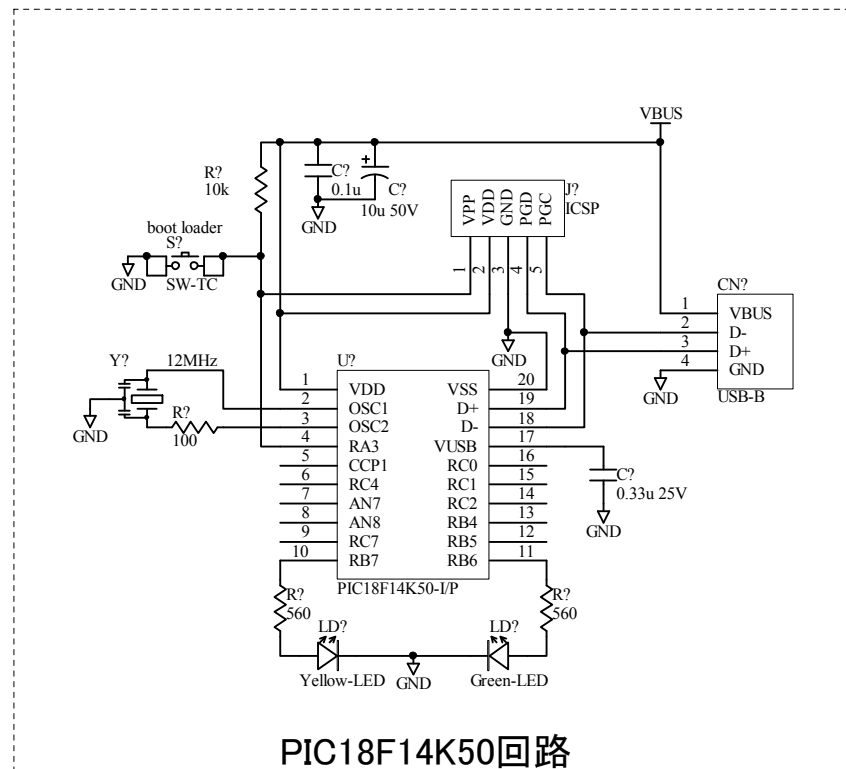 VBUS
R?
10k
C?
0.1u
C?
10u 50V
GND
J?
ICSP
VPP
VDD
GND
PGD
PGC
1
2
3
4
5
boot loader
S?
SW-TC
GND
CN?
1 VBUS
2 D-
3 D+
4 GND
USB-B
GND
GND
Y?
12MHz
R?
100
GND
U?
1 VDD
2 OSC1
3 OSC2
4 RA3
5 CCP1
6 RC4
7 AN7
8 AN8
9 RC7
10 RB7
VSS 20
D+ 19
D- 18
VUSB 17
RC0 16
RC1 15
RC2 14
RB4 13
RB5 12
RB6 11
PIC18F14K50-I/P
C?
0.33u 25V
GND
R?
560
R?
560
LD?
Yellow-LED
GND
LD?
Green-LED
PIC18F14K50回路